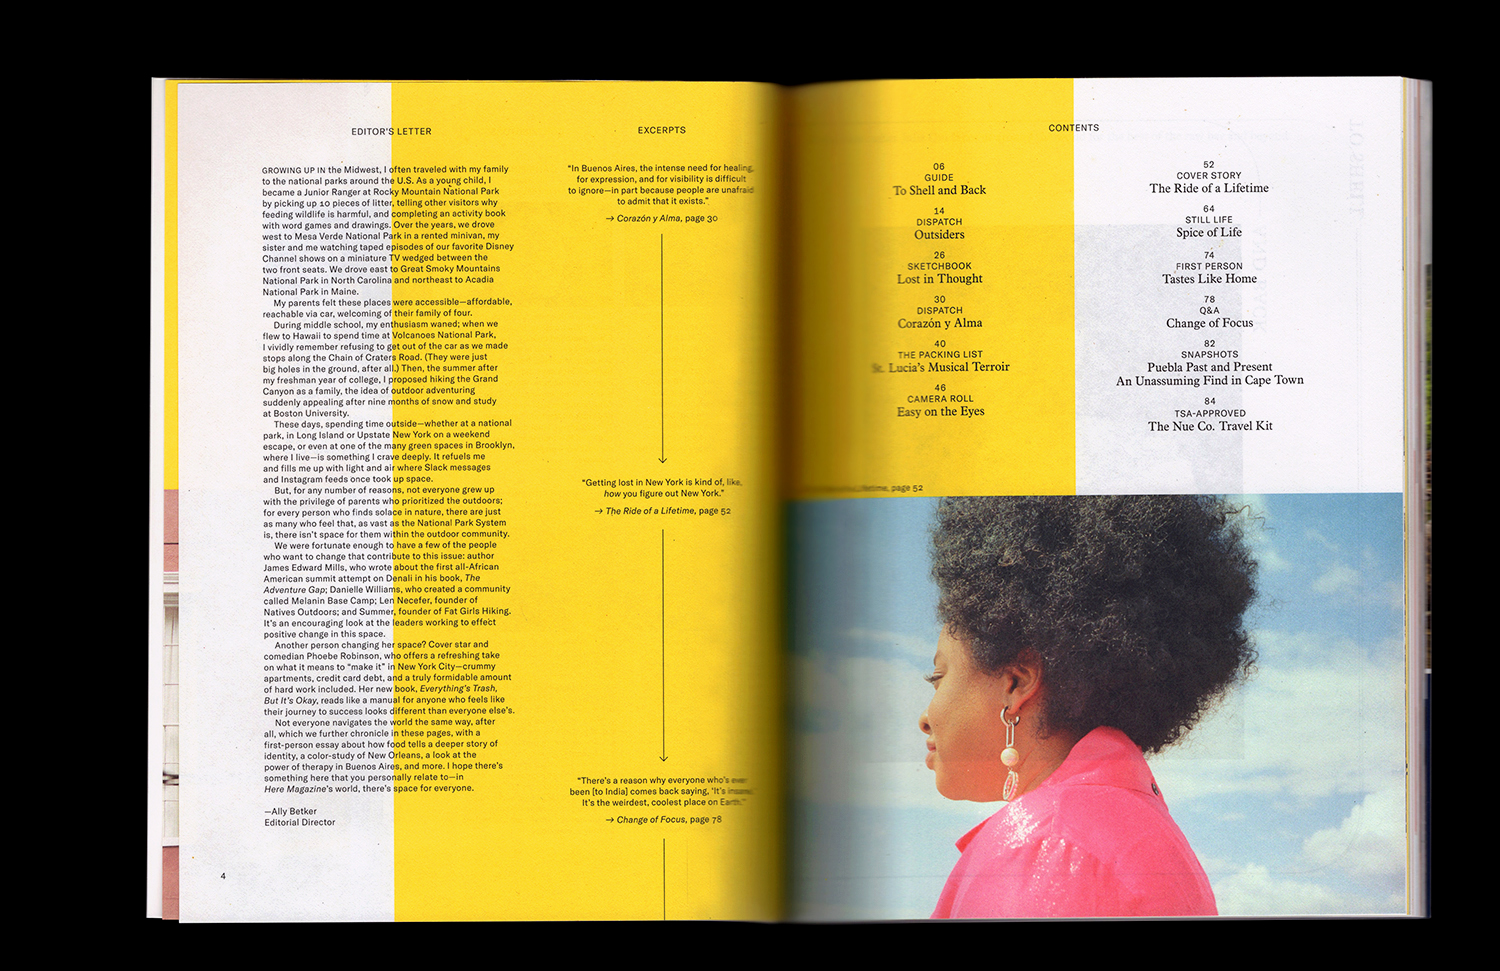 EDITOR'S LETTER
GROWING UP IN the Midwest, I often traveled with my family
to the national parks around the U.S. As a young child, I
became a Junior Ranger at Rocky Mountain National Park
by picking up 10 pieces of litter, telling other visitors why
feeding wildlife is harmful, and completing an activity book
with word games and drawings. Over the years, we drove
west to Mesa Verde National Park in a rented minivan, my
sister and me watching taped episodes of our favorite Disney
Channel shows on a miniature TV wedged between the
two front seats. We drove east to Great Smoky Mountains
National Park in North Carolina and northeast to Acadia
National Park in Maine.
My parents felt these places were accessible—affordable,
reachable via car, welcoming of their family of four.
During middle school, my enthusiasm waned; when we
flew to Hawaii to spend time at Volcanoes National Park,
I vividly remember refusing to get out of the car as we made
stops along the Chain of Craters Road. (They were just
big holes in the ground, after all.) Then, the summer after
my freshman year of college, I proposed hiking the Grand
Canyon as a family, the idea of outdoor adventuring
suddenly appealing after nine months of snow and study
at Boston University.
These days, spending time outside—whether at a national
park, in Long Island or Upstate New York on a weekend
escape, or even at one of the many green spaces in Brooklyn,
where I live—is something I crave deeply. It refuels me
and fills me up with light and air where Slack messages
and Instagram feeds once took up space.
But, for any number of reasons, not everyone grew up
with the privilege of parents who prioritized the outdoors;
for every person who finds solace in nature, there are just
as many who feel that, as vast as the National Park System
is, there isn't space for them within the outdoor community.
We were fortunate enough to have a few of the people
who want to change that contribute to this issue: author
James Edward Mills, who wrote about the first all-African
American summit attempt on Denali in his book, The
Adventure Gap; Danielle Williams, who created a community
called Melanin Base Camp; Len Necefer, founder of
Natives Outdoors; and Summer, founder of Fat Girls Hiking.
It's an encouraging look at the leaders working to effect
positive change in this space.
Another person changing her space? Cover star and
comedian Phoebe Robinson, who offers a refreshing take
on what it means to "make it" in New York City—crummy
apartments, credit card debt, and a truly formidable amount
of hard work included. Her new book, Everything's Trash,
But It's Okay, reads like a manual for anyone who feels like
their journey to success looks different than everyone else's.
Not everyone navigates the world the same way, after
all, which we further chronicle in these pages, with a
first-person essay about how food tells a deeper story of
identity, a color-study of New Orleans, a look at the
power of therapy in Buenos Aires, and more. I hope there's
something here that you personally relate to—in
Here Magazine's world, there's space for everyone.
—Ally Betker
Editorial Director
4
EXCERPTS
"In Buenos Aires, the intense need for healing,
for expression, and for visibility is difficult
to ignore—in part because people are unafraid
to admit that it exists."
→ Corazón y Alma, page 30
"Getting lost in New York is kind of, like,
how you figure out New York."
→ The Ride of a Lifetime, page 52
"There's a reason why everyone who's ever
been [to India] comes back saying, 'It's insane.'
It's the weirdest, coolest place on Earth."
→ Change of Focus, page 78
CONTENTS
06
GUIDE
To Shell and Back
14
DISPATCH
Outsiders
26
SKETCHBOOK
Lost in Thought
30
DISPATCH
Corazón y Alma
40
THE PACKING LIST
St. Lucia's Musical Terroir
46
CAMERA ROLL
Easy on the Eyes
52
COVER STORY
The Ride of a Lifetime
64
STILL LIFE
Spice of Life
74
FIRST PERSON
Tastes Like Home
78
Q&A
Change of Focus
82
SNAPSHOTS
Puebla Past and Present
An Unassuming Find in Cape Town
84
TSA-APPROVED
The Nue Co. Travel Kit
Lifetime, page 52